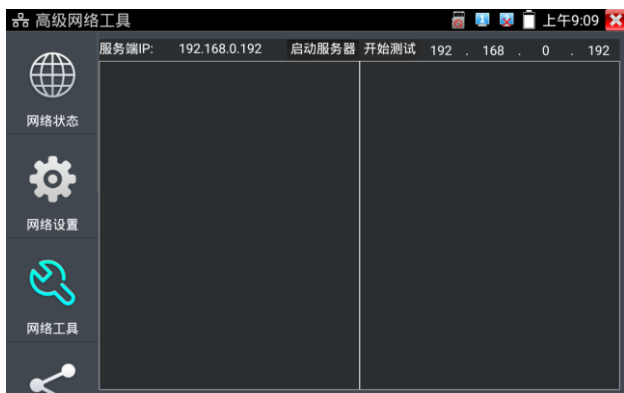 高级网络工具 上午9:09
服务端IP: 192.168.0.192 启动服务器 开始测试 192 . 168 . 0 . 192
网络状态
网络设置
网络工具